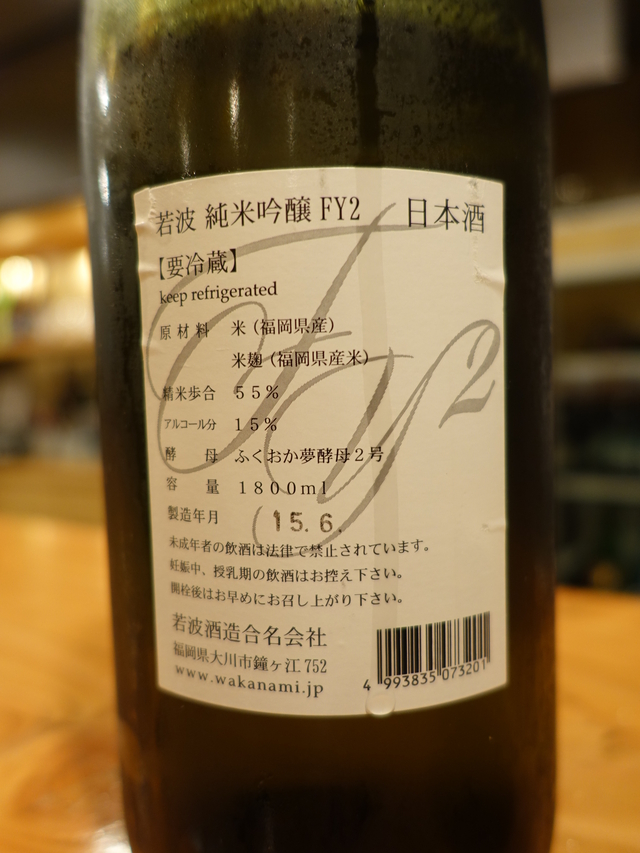 若波 純米吟醸 FY2 日本酒
【要冷蔵】
keep refrigerated
原材料 米（福岡県産）
米麹（福岡県産米）
精米歩合 55%
アルコール分 15%
酵母 ふくおか夢酵母2号
容量 1800ml
製造年月 15.6.
未成年者の飲酒は法律で禁止されています。
妊娠中、授乳期の飲酒はお控え下さい。
開栓後はお早めにお召し上がり下さい。
若波酒造合名会社
福岡県大川市鐘ヶ江752
www.wakanami.jp
4 993835 073201
Fy2